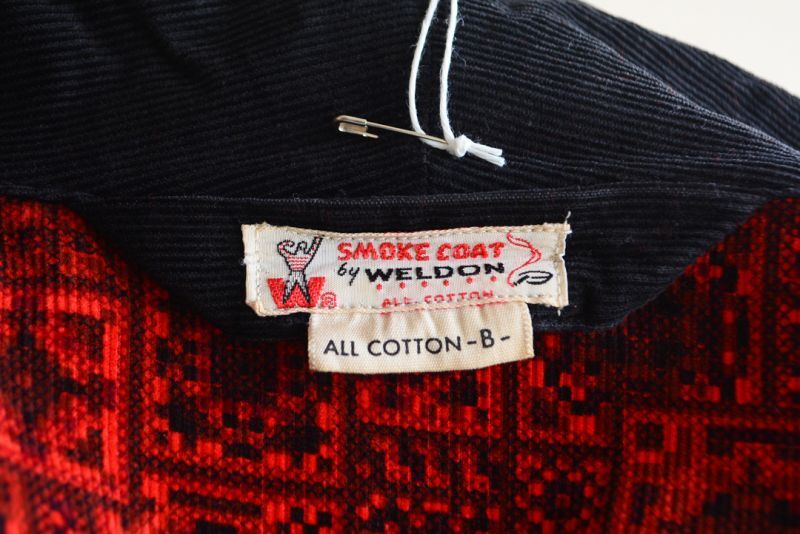 SMOKE COAT
by WELDON
W®
ALL-COTTON
ALL COTTON -B-